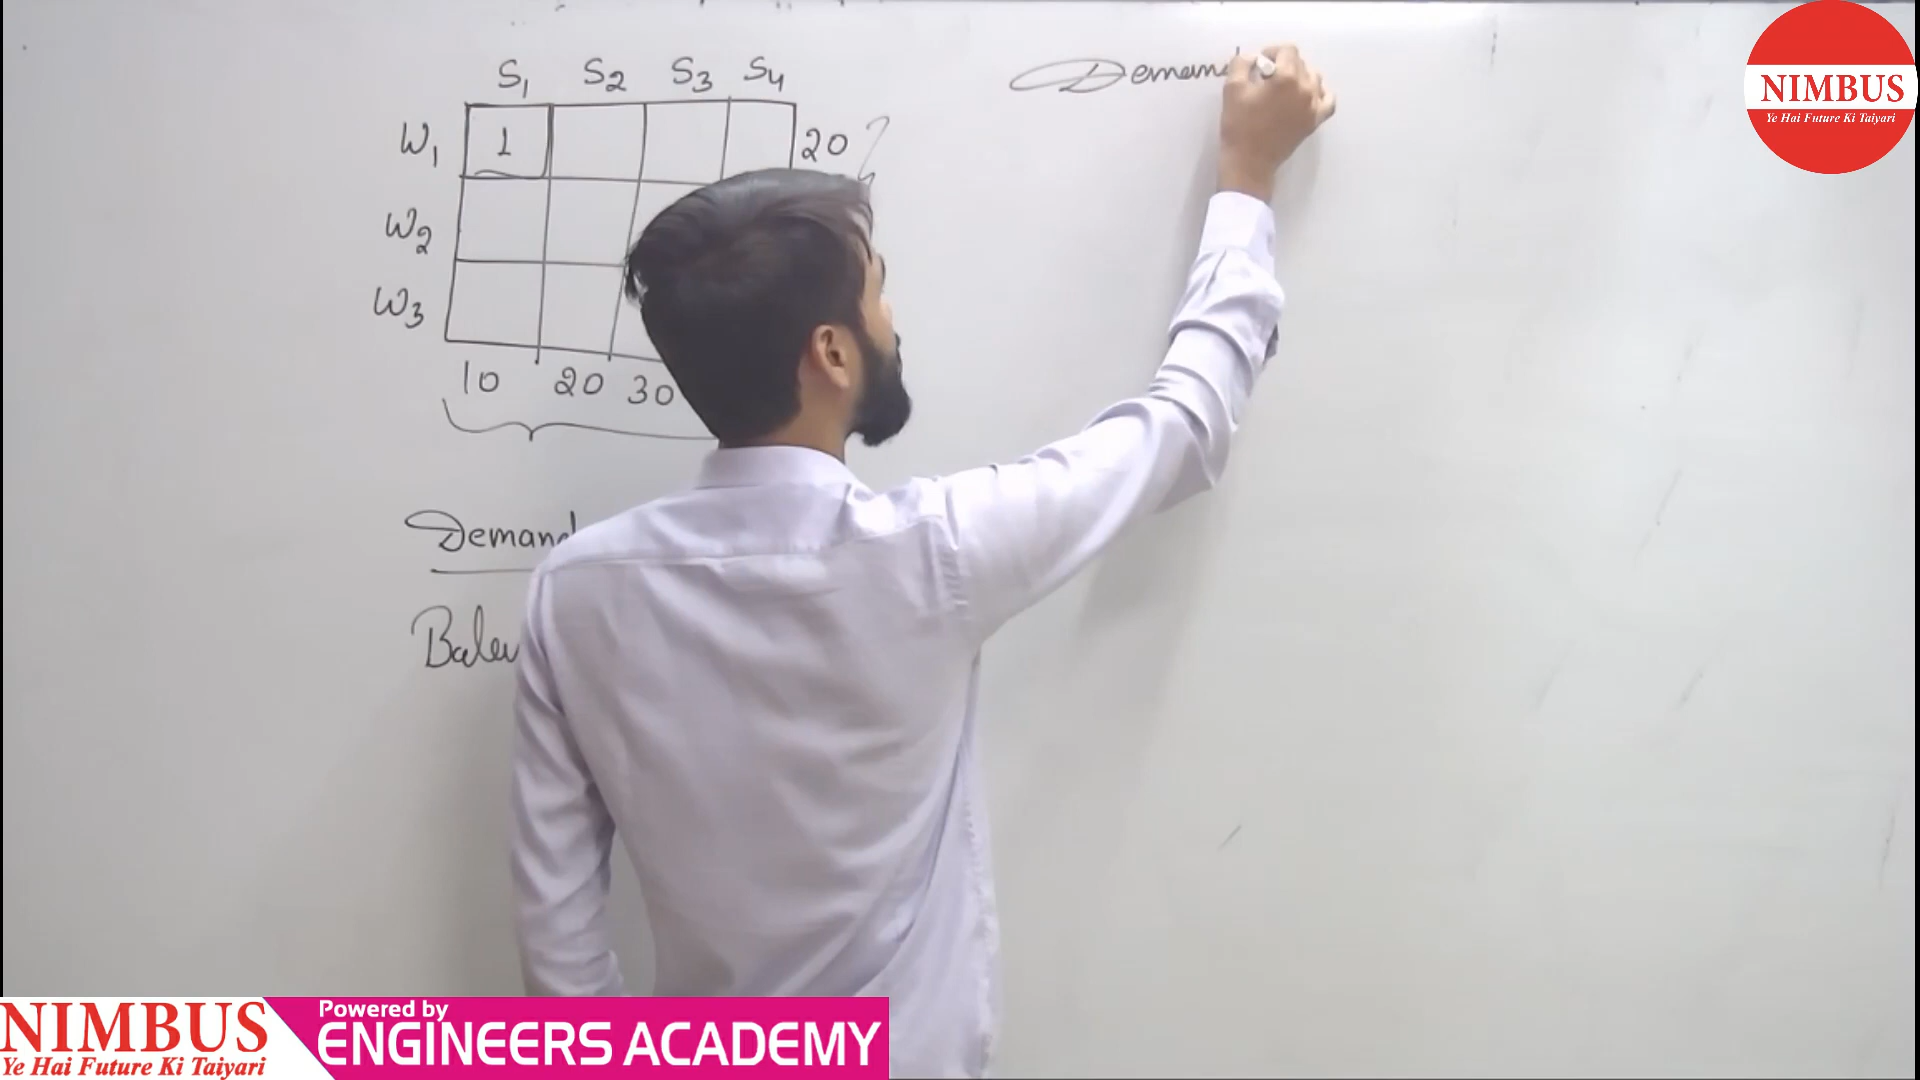 S1 S2 S3 S4
W1 1 20
W2
W3
10 20 30
Demand
Demand
NIMBUS
Ye Hai Future Ki Taiyari
NIMBUS
Ye Hai Future Ki Taiyari
Powered by
ENGINEERS ACADEMY